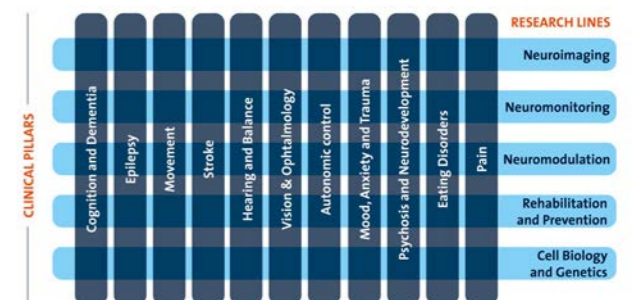 RESEARCH LINES
CLINICAL PILLARS
Cognition and Dementia
Epilepsy
Movement
Stroke
Hearing and Balance
Vision & Ophtalmology
Autonomic control
Mood, Anxiety and Trauma
Psychosis and Neurodevelopment
Eating Disorders
Pain
Neuroimaging
Neuromonitoring
Neuromodulation
Rehabilitation
and Prevention
Cell Biology
and Genetics